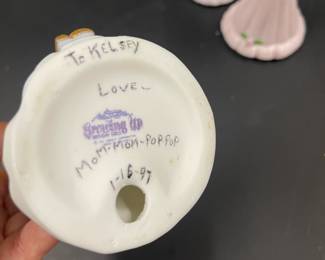 To KELSEY
LOVE-
Growing Up
MOM-MOM-POP POP
1-16-97